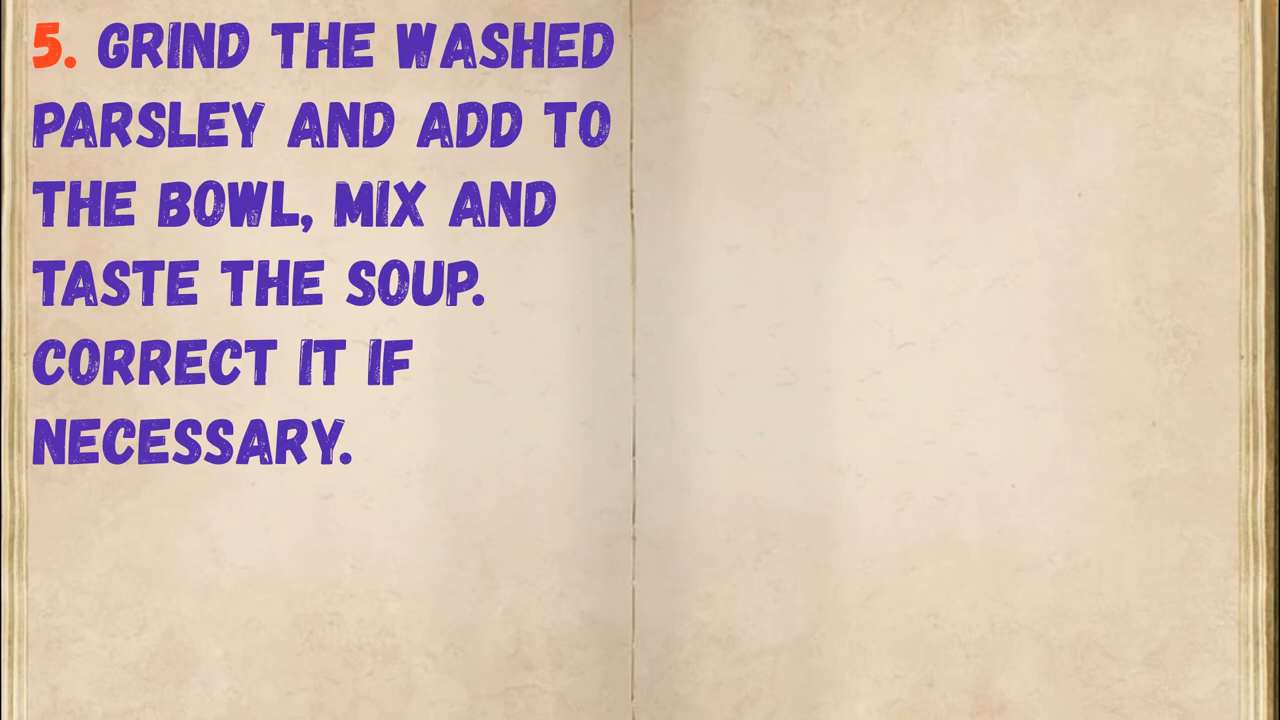 5. GRIND THE WASHED
PARSLEY AND ADD TO
THE BOWL, MIX AND
TASTE THE SOUP.
CORRECT IT IF
NECESSARY.